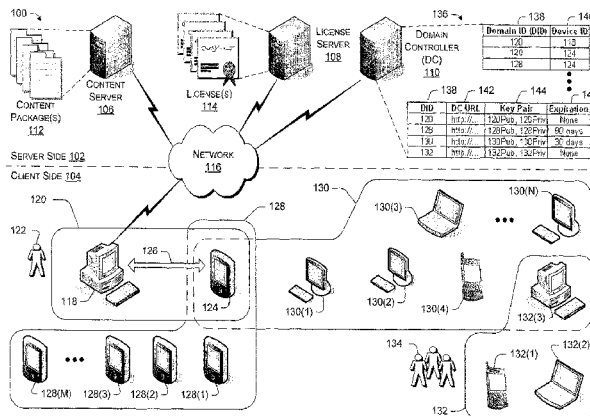 100
136
138
140
Domain ID (DID)
Device ID
120
118
120
124
128
124
CONTENT PACKAGE(S) 112
CONTENT SERVER 106
LICENSE(S) 114
LICENSE SERVER 108
DOMAIN CONTROLLER (DC) 110
138
142
144
DID
DC URL
Key Pair
Expiration
120
http://...
120Pub, 120Priv
None
128
http://...
128Pub, 128Priv
90 days
130
http://...
130Pub, 130Priv
30 days
132
http://...
132Pub, 132Priv
None
NETWORK 116
SERVER SIDE 102
CLIENT SIDE 104
120
128
130
122
118
126
124
130(3)
130(N)
130(1)
130(2)
130(4)
132(3)
128(M)
128(3)
128(2)
128(1)
134
132(1)
132(2)
132